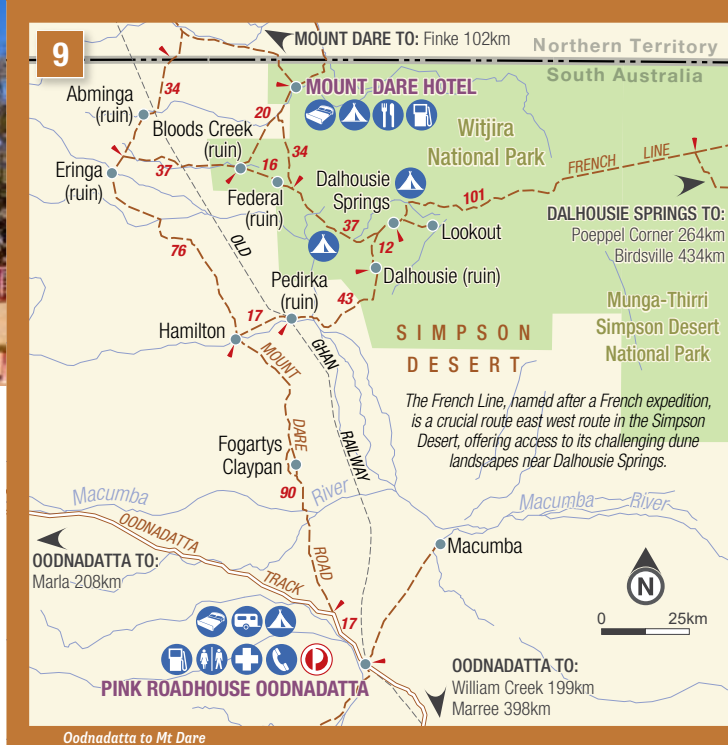 9
MOUNT DARE TO: Finke 102km
Northern Territory
South Australia
34
Abminga
(ruin)
MOUNT DARE HOTEL
20
Bloods Creek
(ruin)
Witjira
National Park
34
FRENCH LINE
Eringa
(ruin)
37
16
Federal
(ruin)
Dalhousie
Springs
101
37
Lookout
DALHOUSIE SPRINGS TO:
Poeppel Corner 264km
Birdsville 434km
76
OLD
12
Dalhousie (ruin)
Pedirka
(ruin)
43
17
Hamilton
Munga-Thirri
Simpson Desert
National Park
SIMPSON
DESERT
GHAN
MOUNT
The French Line, named after a French expedition,
is a crucial route east west route in the Simpson
Desert, offering access to its challenging dune
landscapes near Dalhousie Springs.
DARE
RAILWAY
Fogartys
Claypan
90
Macumba
River
Macumba River
OODNADATTA
ROAD
Macumba
OODNADATTA TO:
Marla 208km
TRACK
N
0 25km
17
P
PINK ROADHOUSE OODNADATTA
OODNADATTA TO:
William Creek 199km
Marree 398km
Oodnadatta to Mt Dare